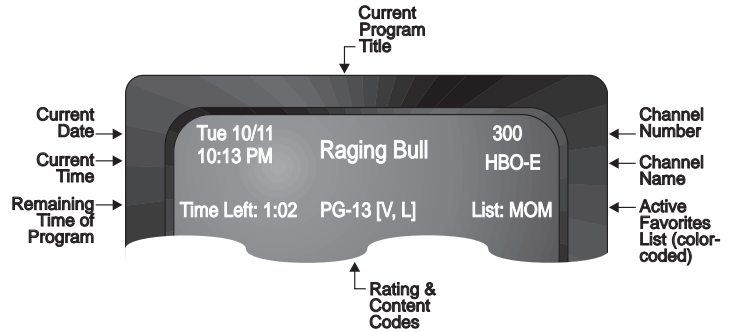 Current
Program
Title
Current
Date
Current
Time
Remaining
Time of
Program
Tue 10/11
10:13 PM
Raging Bull
300
HBO-E
Time Left: 1:02
PG-13 [V, L]
List: MOM
Channel
Number
Channel
Name
Active
Favorites
List (color-
coded)
Rating &
Content
Codes